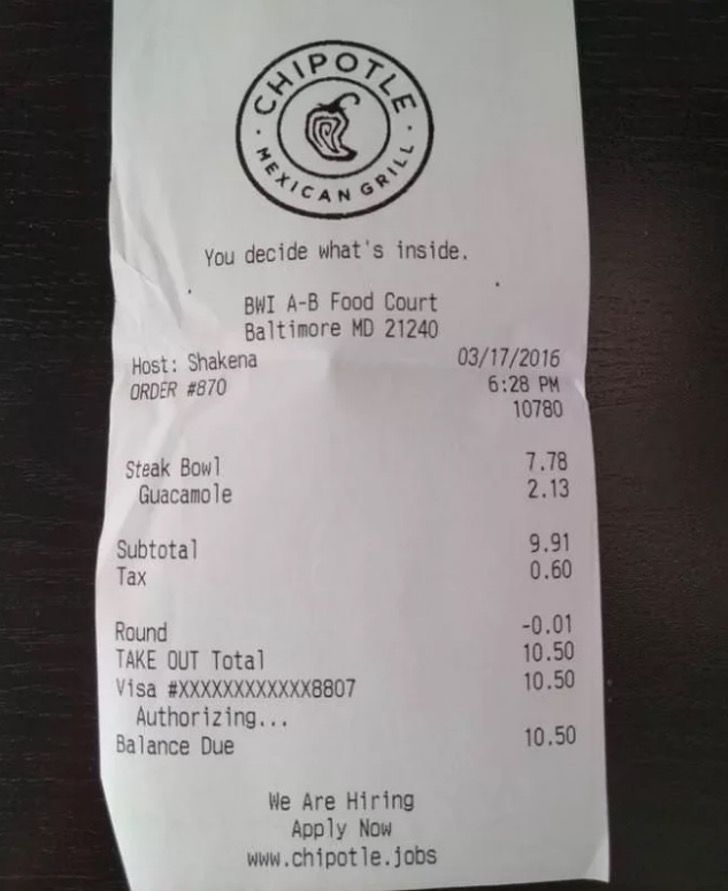 CHIPOTLE
MEXICAN GRILL
You decide what's inside.
BWI A-B Food Court
Baltimore MD 21240
Host: Shakena 03/17/2016
ORDER #870 6:28 PM
10780
Steak Bowl 7.78
Guacamole 2.13
Subtotal 9.91
Tax 0.60
Round -0.01
TAKE OUT Total 10.50
Visa #XXXXXXXXXXXX8807 10.50
Authorizing...
Balance Due 10.50
We Are Hiring
Apply Now
www.chipotle.jobs